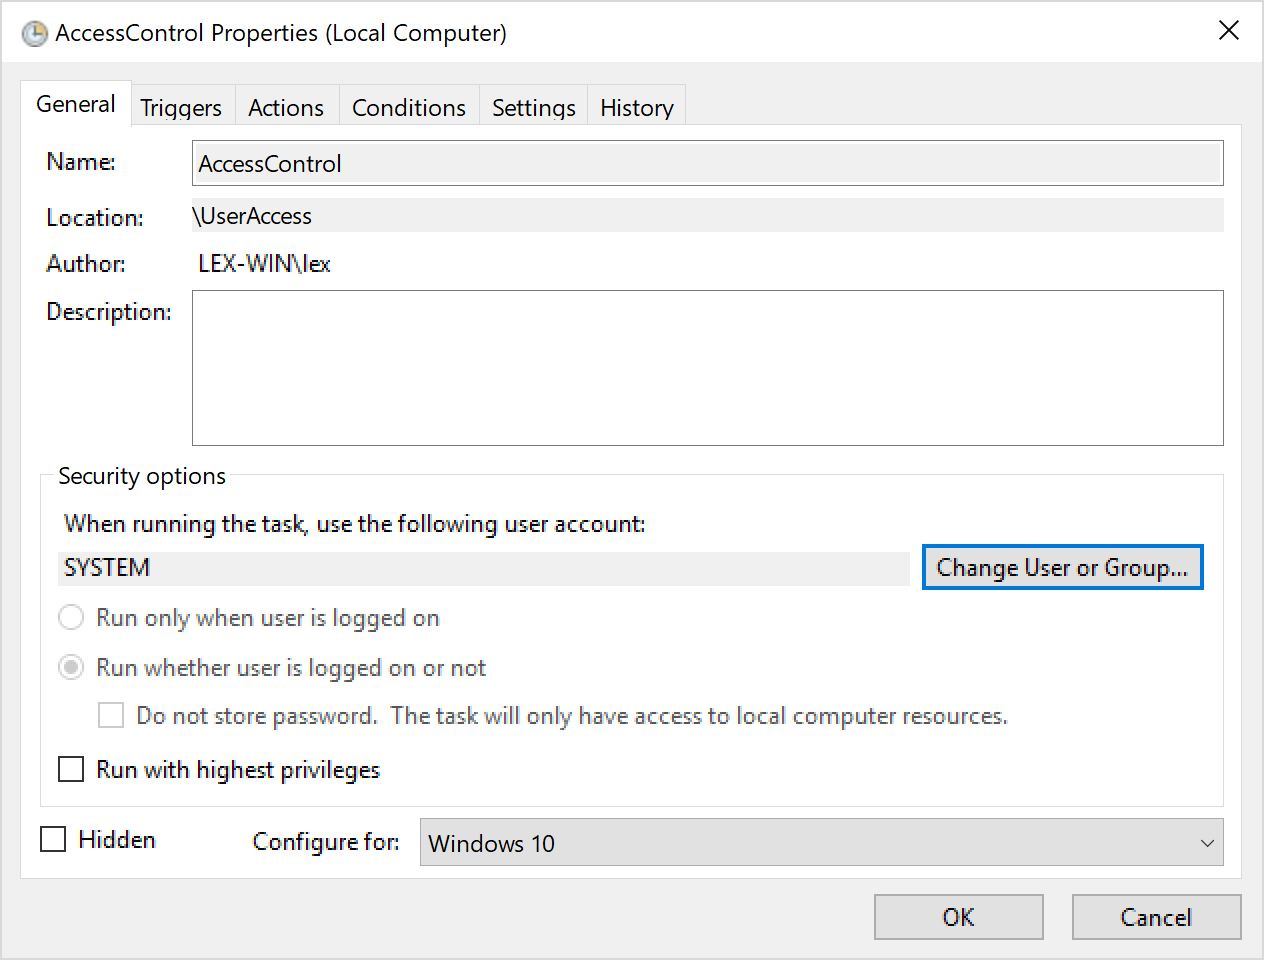 AccessControl Properties (Local Computer)
General Triggers Actions Conditions Settings History
Name: AccessControl
Location: \UserAccess
Author: LEX-WIN\lex
Description:
Security options
When running the task, use the following user account:
SYSTEM Change User or Group...
Run only when user is logged on
Run whether user is logged on or not
Do not store password.  The task will only have access to local computer resources.
Run with highest privileges
Hidden Configure for: Windows 10
OK Cancel